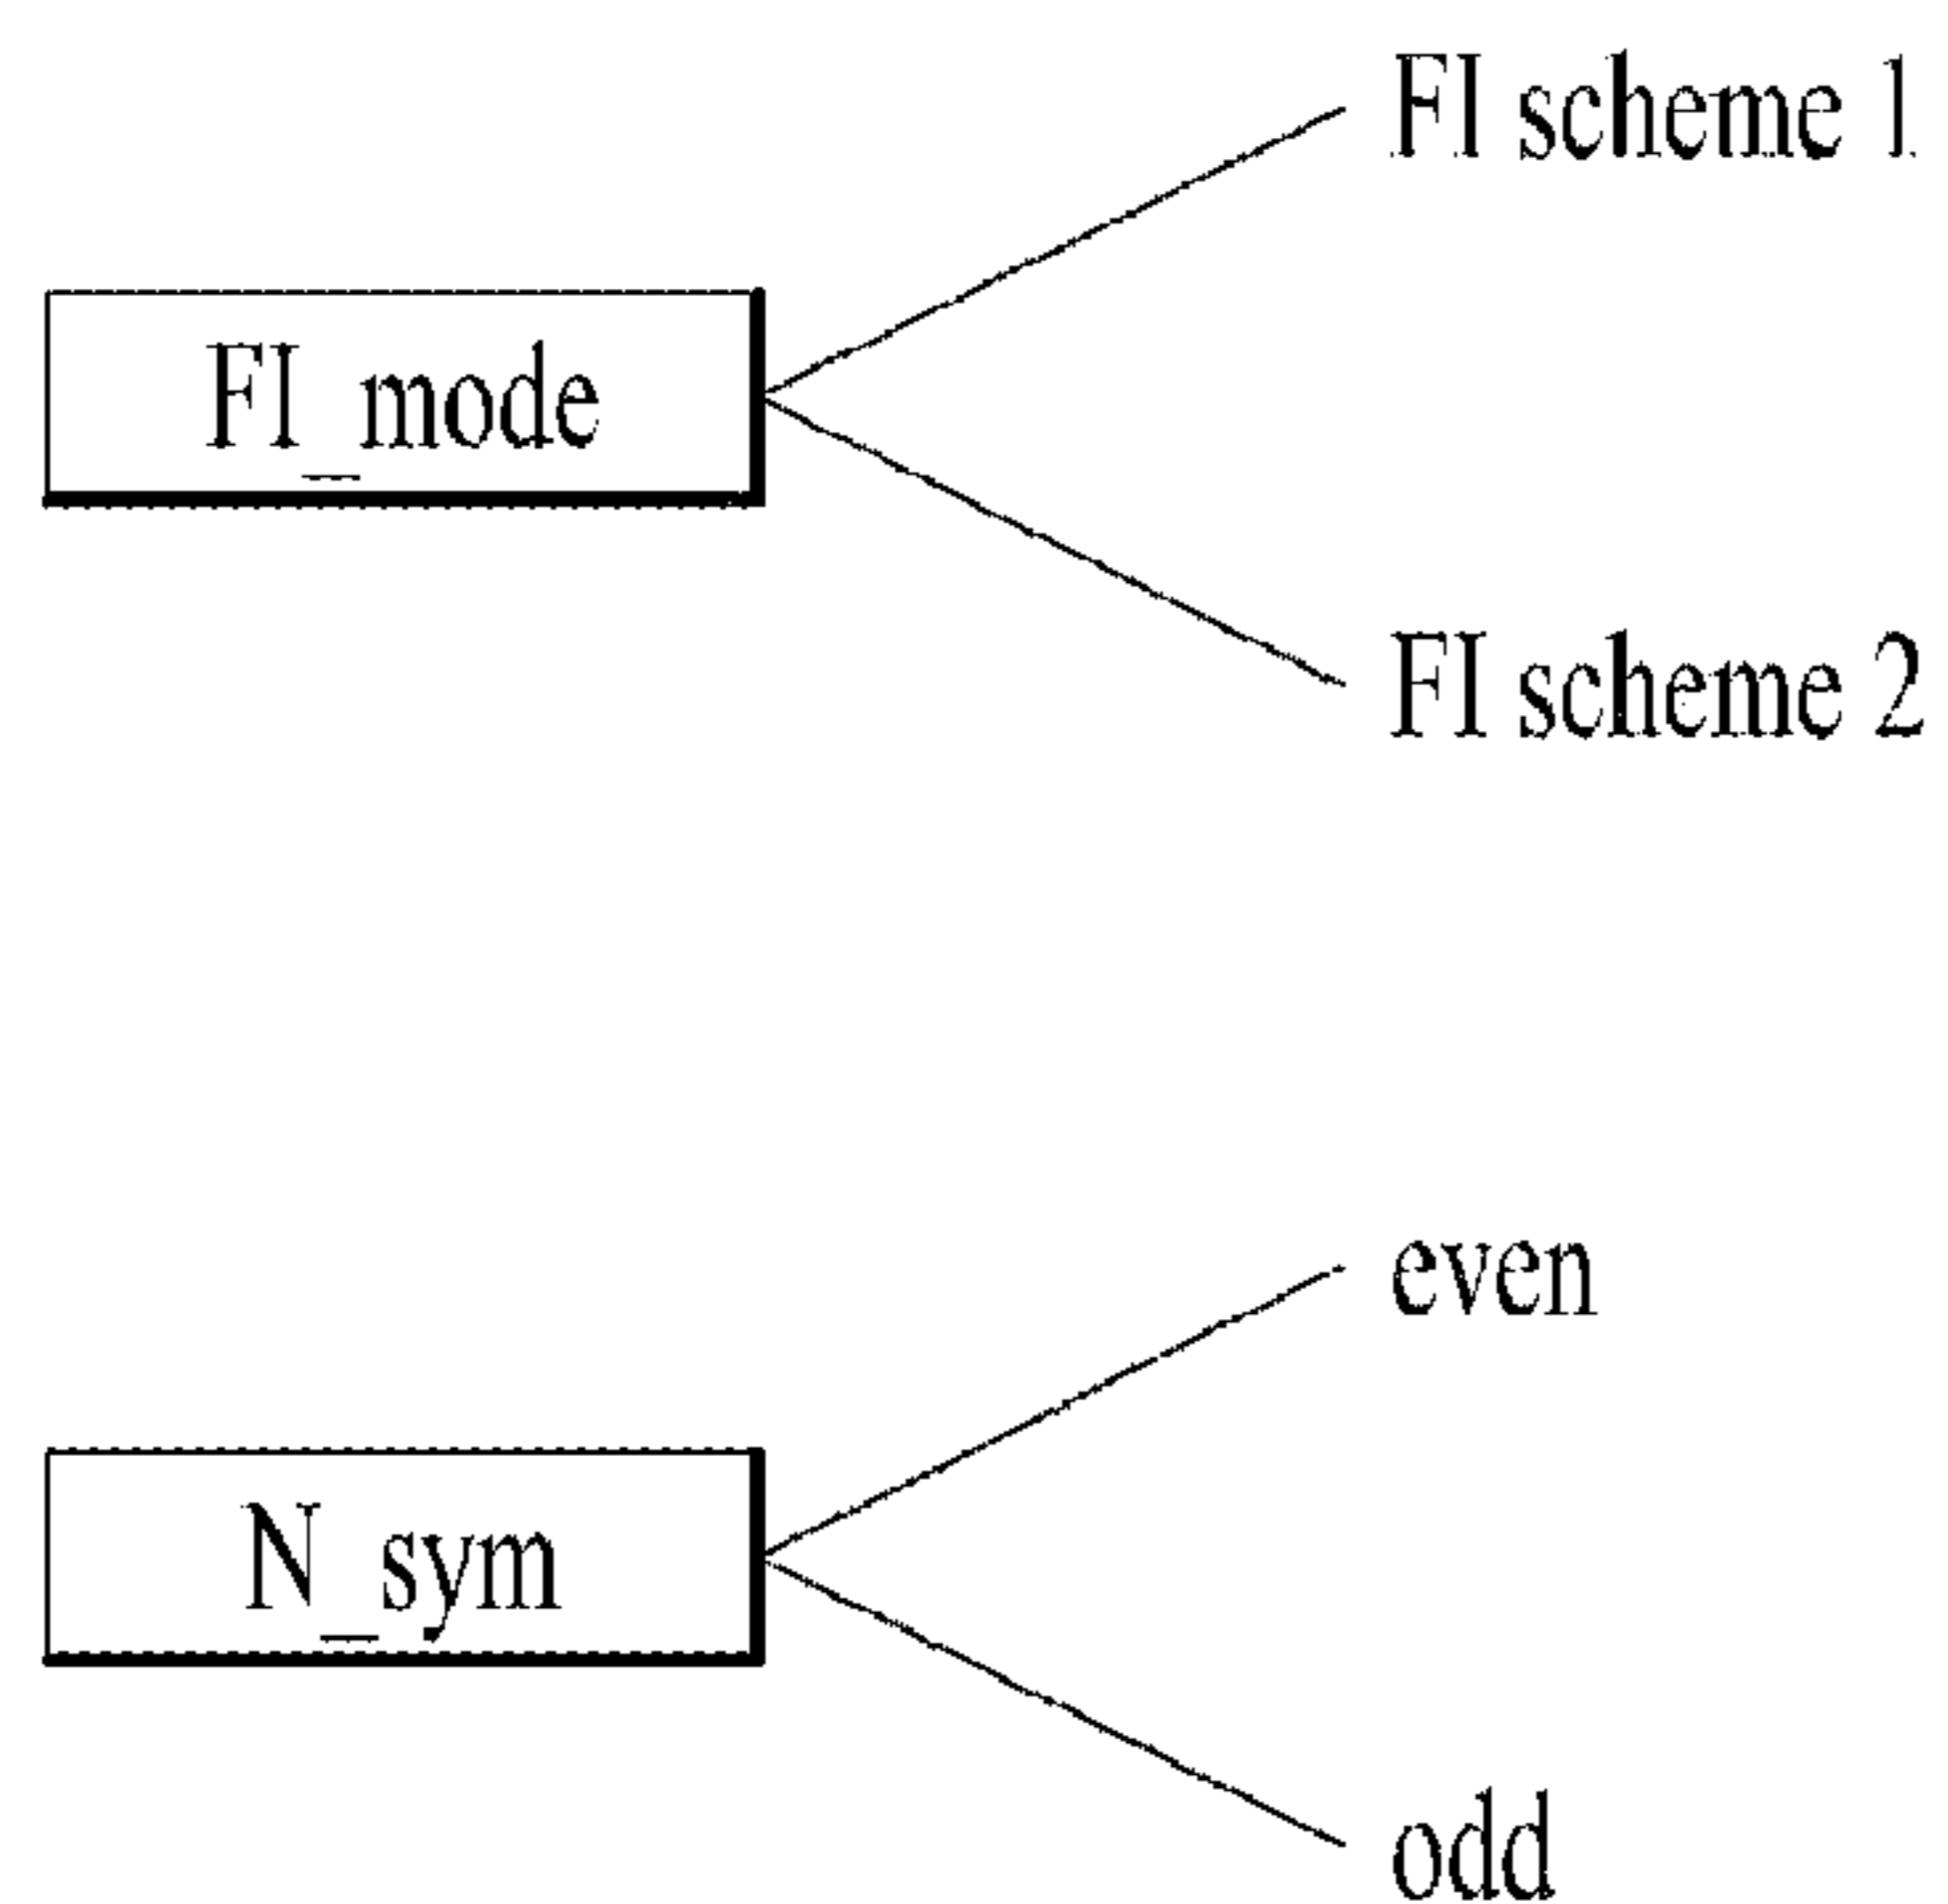 FI scheme 1
FI_mode
FI scheme 2
even
N_sym
odd